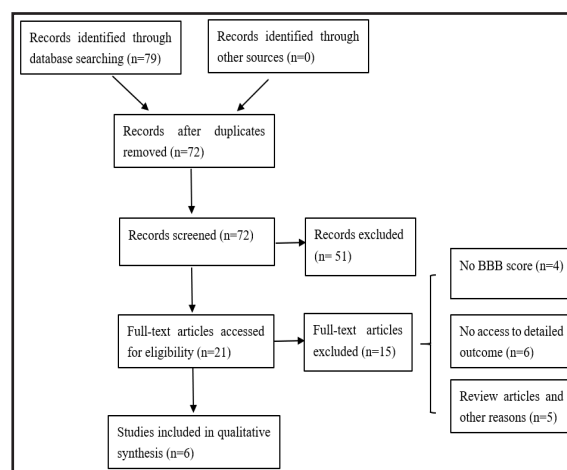 Records identified through
database searching (n=79)
Records identified through
other sources (n=0)
Records after duplicates
removed (n=72)
Records screened (n=72)
Records excluded
(n= 51)
No BBB score (n=4)
Full-text articles accessed
for eligibility (n=21)
Full-text articles
excluded (n=15)
No access to detailed
outcome (n=6)
Review articles and
other reasons (n=5)
Studies included in qualitative
synthesis (n=6)